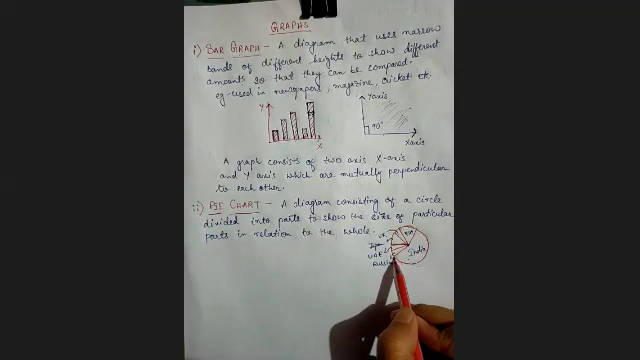 GRAPHS
i) BAR GRAPH - A diagram that uses narrow
bands of different heights to show different
amounts so that they can be compared.
eg used in newspapers, magazine, cricket etc.
Y
X
Y axis
90°
X axis
A graph consists of two axis X-axis
and Y axis which are mutually perpendicular
to each other.
ii) PIE CHART - A diagram consisting of a circle
divided into parts to show the size of particular
parts in relation to the whole.
UAE
Russia
India